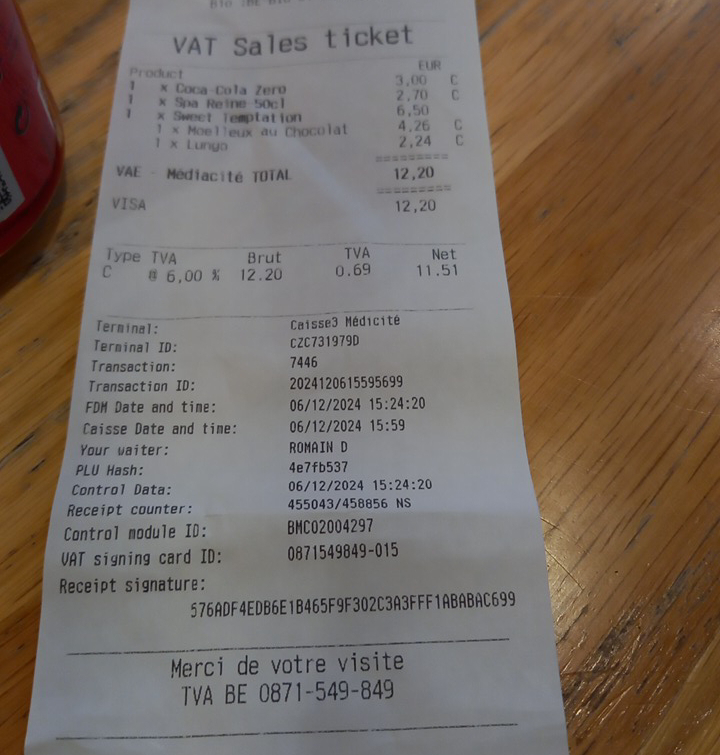 VAT Sales ticket
Product EUR
1 x Coca-Cola Zero 3,00 C
1 x Spa Reine 50cl 2,70 C
1 x Sweet Temptation 6,50
1 x Moelleux au Chocolat 4,26 C
1 x Lungo 2,24 C
=========
VAE - Médiacité TOTAL 12,20
=========
VISA 12,20
Type TVA Brut TVA Net
C @ 6,00 % 12.20 0.69 11.51
Terminal: Caisse3 Médicité
Terminal ID: CZC731979D
Transaction: 7446
Transaction ID: 2024120615595699
FDM Date and time: 06/12/2024 15:24:20
Caisse Date and time: 06/12/2024 15:59
Your waiter: ROMAIN D
PLU Hash: 4e7fb537
Control Data: 06/12/2024 15:24:20
Receipt counter: 455043/458856 NS
Control module ID: BMC02004297
VAT signing card ID: 0871549849-015
Receipt signature:
576ADF4EDB6E1B465F9F302C3A3FFF1ABABAC699
Merci de votre visite
TVA BE 0871-549-849